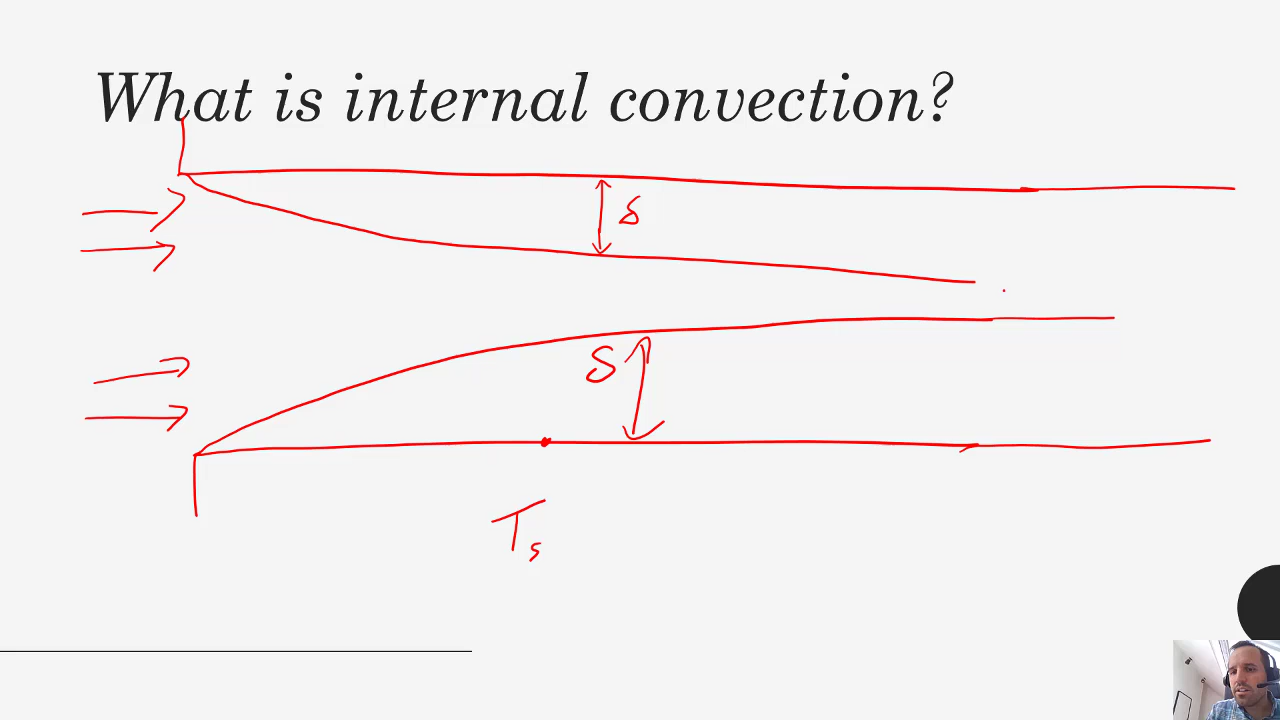 What is internal convection?
δ
δ
Ts